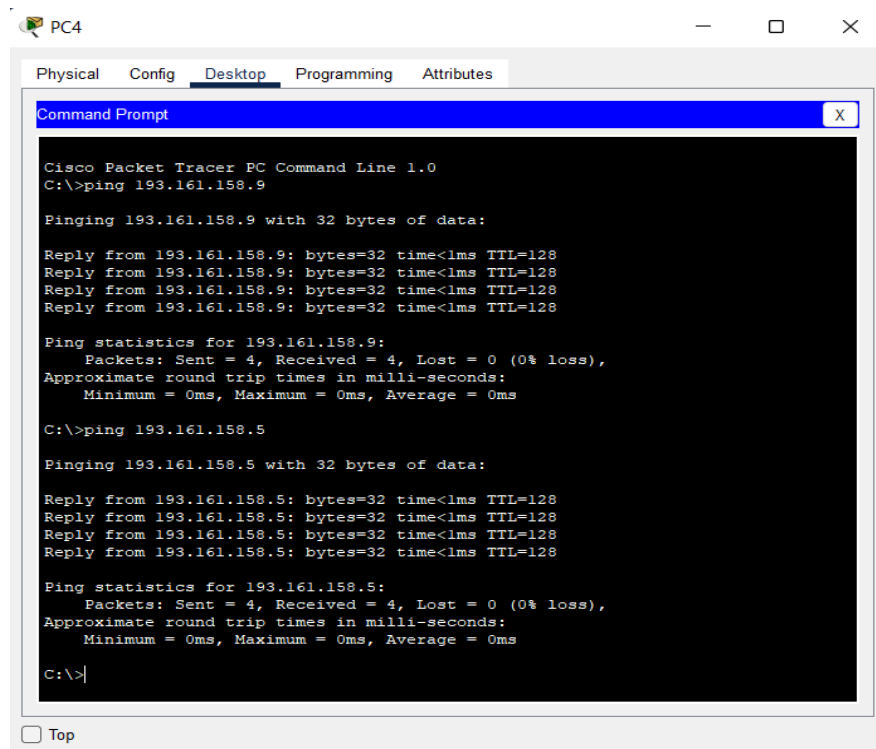 PC4
Physical Config Desktop Programming Attributes
Command Prompt X
Cisco Packet Tracer PC Command Line 1.0
C:\>ping 193.161.158.9
Pinging 193.161.158.9 with 32 bytes of data:
Reply from 193.161.158.9: bytes=32 time<1ms TTL=128
Reply from 193.161.158.9: bytes=32 time<1ms TTL=128
Reply from 193.161.158.9: bytes=32 time<1ms TTL=128
Reply from 193.161.158.9: bytes=32 time<1ms TTL=128
Ping statistics for 193.161.158.9:
Packets: Sent = 4, Received = 4, Lost = 0 (0% loss),
Approximate round trip times in milli-seconds:
Minimum = 0ms, Maximum = 0ms, Average = 0ms
C:\>ping 193.161.158.5
Pinging 193.161.158.5 with 32 bytes of data:
Reply from 193.161.158.5: bytes=32 time<1ms TTL=128
Reply from 193.161.158.5: bytes=32 time<1ms TTL=128
Reply from 193.161.158.5: bytes=32 time<1ms TTL=128
Reply from 193.161.158.5: bytes=32 time<1ms TTL=128
Ping statistics for 193.161.158.5:
Packets: Sent = 4, Received = 4, Lost = 0 (0% loss),
Approximate round trip times in milli-seconds:
Minimum = 0ms, Maximum = 0ms, Average = 0ms
C:\>
Top